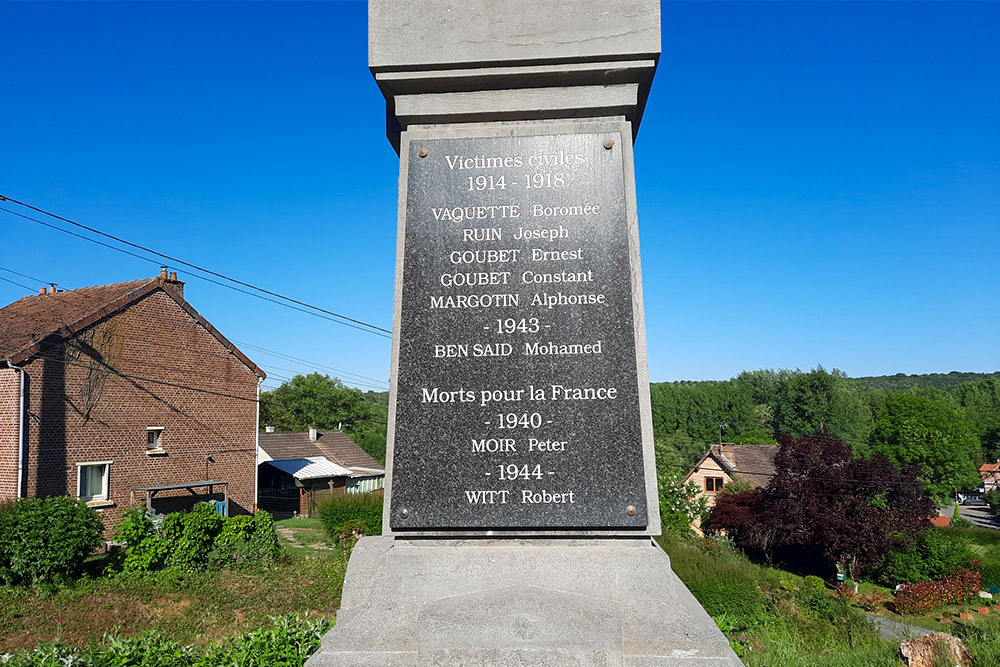 Victimes civiles
1914 - 1918
VAQUETTE Boromée
RUIN Joseph
GOUBET Ernest
GOUBET Constant
MARGOTIN Alphonse
- 1943 -
BEN SAID Mohamed
Morts pour la France
- 1940 -
MOIR Peter
- 1944 -
WITT Robert